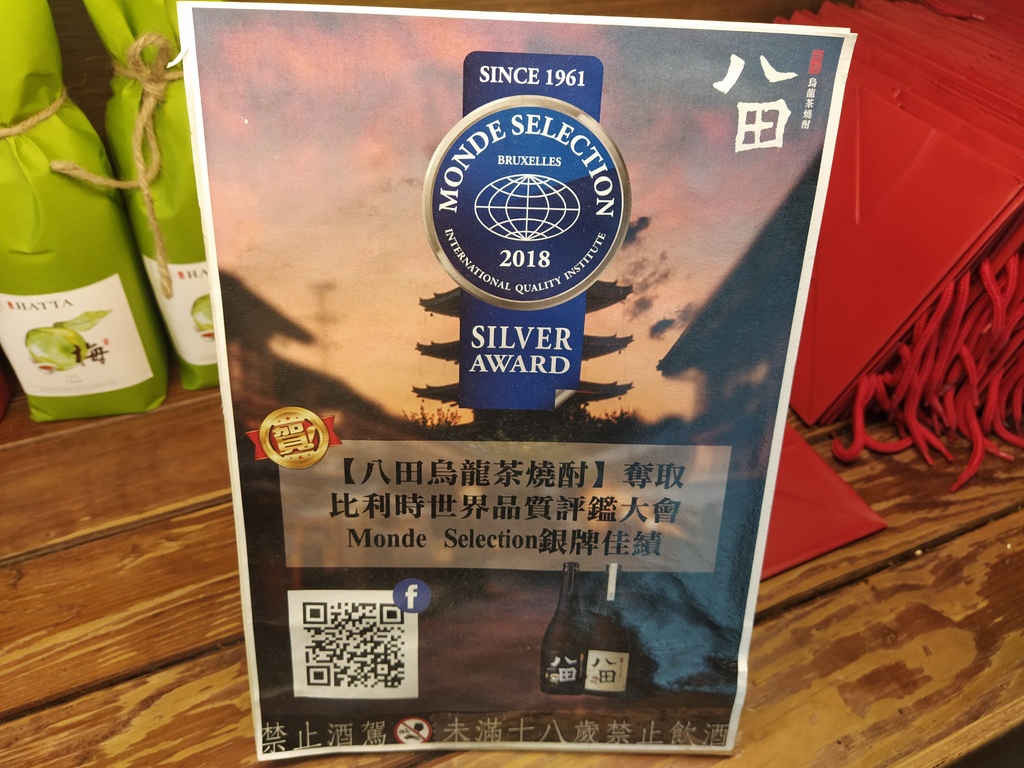 SINCE 1961
MONDE SELECTION
BRUXELLES
2018
INTERNATIONAL QUALITY INSTITUTE
SILVER
AWARD
八田
烏龍茶燒酎
賀
【八田烏龍茶燒酎】奪取
比利時世界品質評鑑大會
Monde Selection銀牌佳績
f
八田
八田
禁止酒駕 未滿十八歲禁止飲酒
HATTA
梅
HA